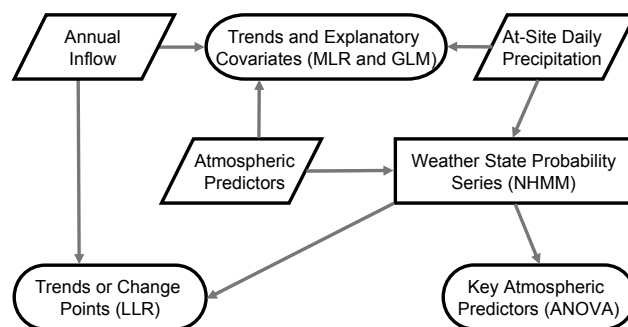 Annual
Inflow
Trends and Explanatory
Covariates (MLR and GLM)
At-Site Daily
Precipitation
Atmospheric
Predictors
Weather State Probability
Series (NHMM)
Trends or Change
Points (LLR)
Key Atmospheric
Predictors (ANOVA)